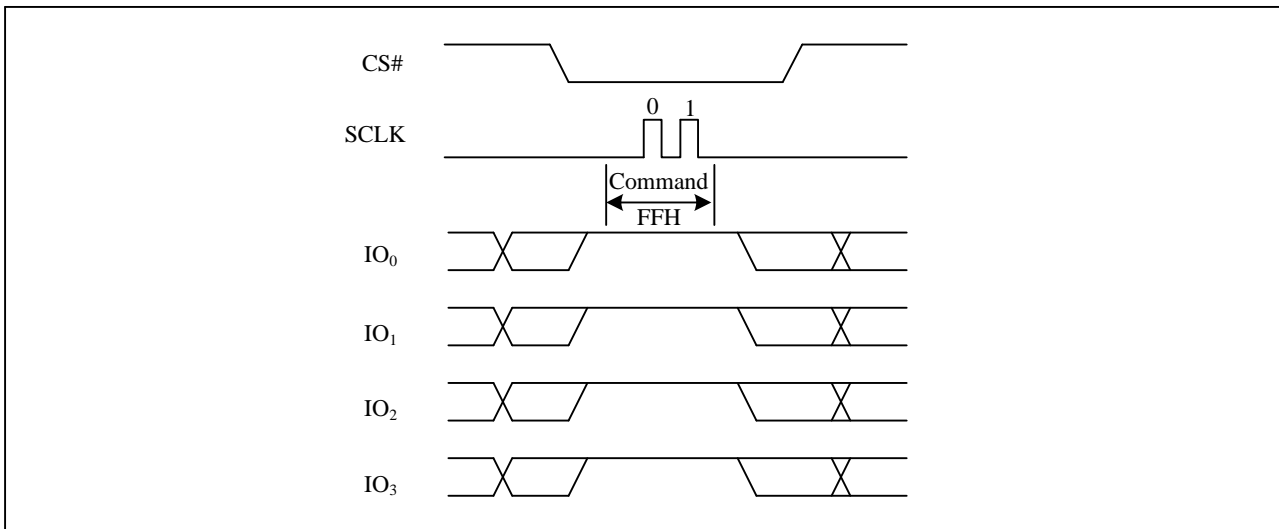 CS#
0 1
SCLK
Command
FFH
IO₀
IO₁
IO₂
IO₃